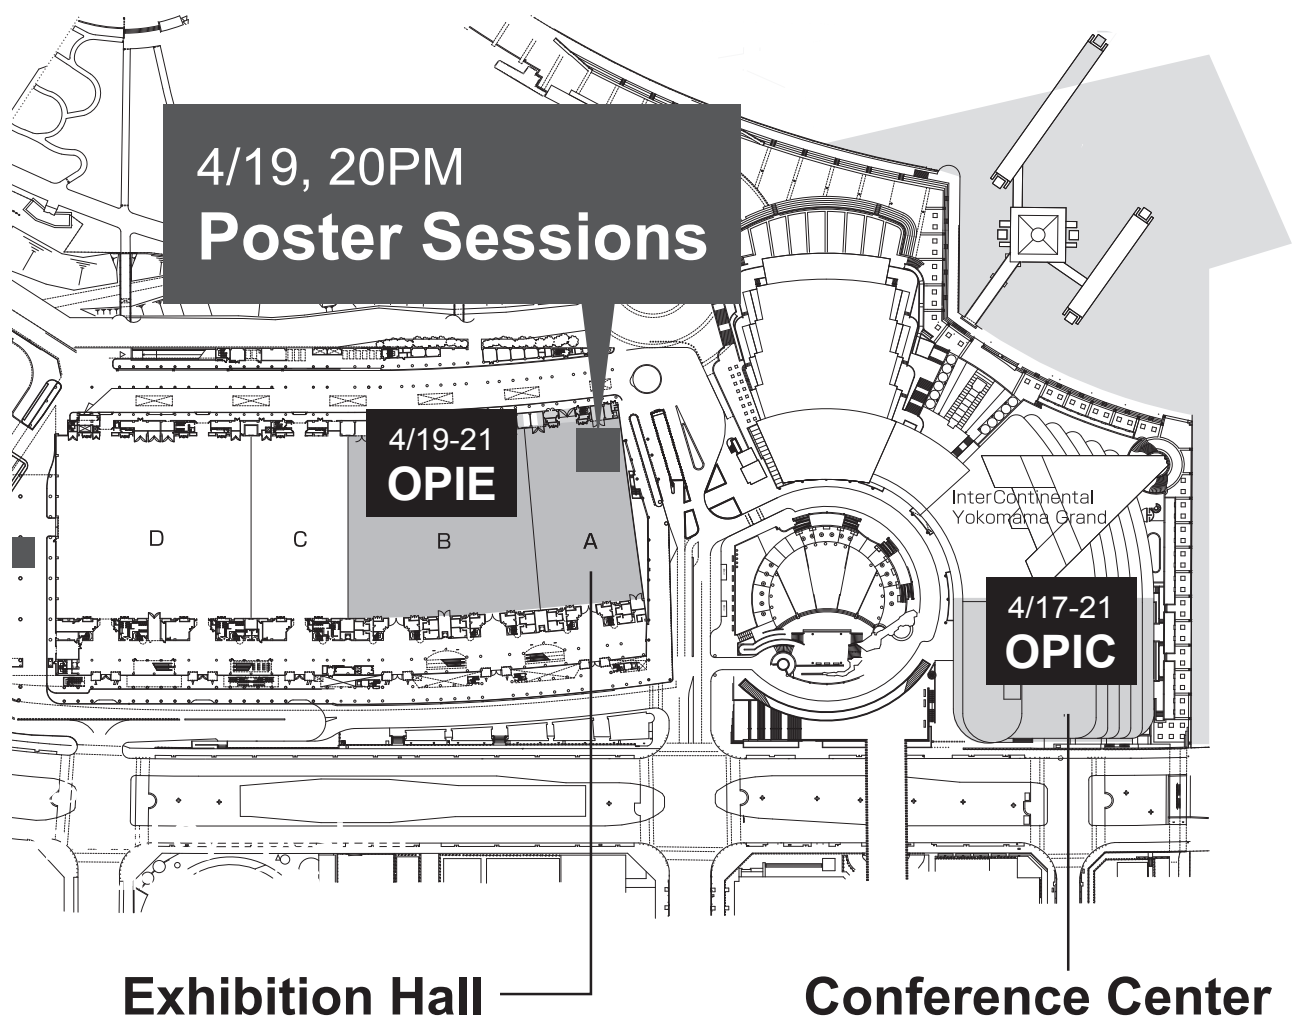 4/19, 20PM
Poster Sessions
4/19-21
OPIE
D
C
B
A
InterContinental
Yokomama Grand
4/17-21
OPIC
Exhibition Hall
Conference Center